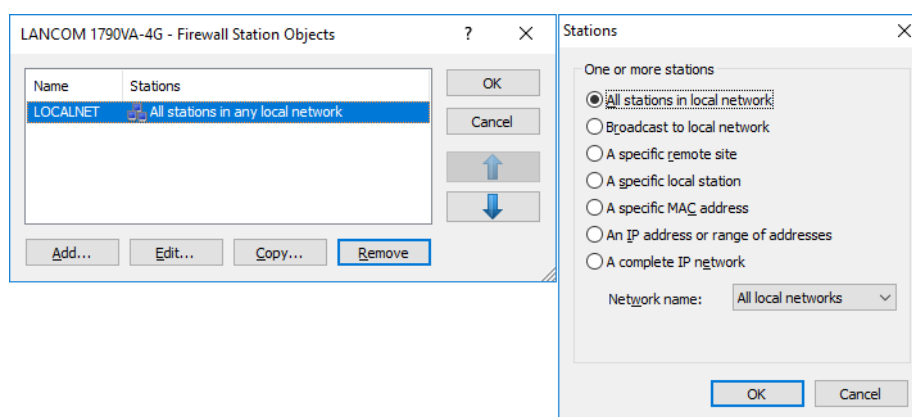 LANCOM 1790VA-4G - Firewall Station Objects
?
Name Stations
LOCALNET All stations in any local network
OK
Cancel
Add... Edit... Copy... Remove
Stations
One or more stations
All stations in local network
Broadcast to local network
A specific remote site
A specific local station
A specific MAC address
An IP address or range of addresses
A complete IP network
Network name: All local networks
OK Cancel